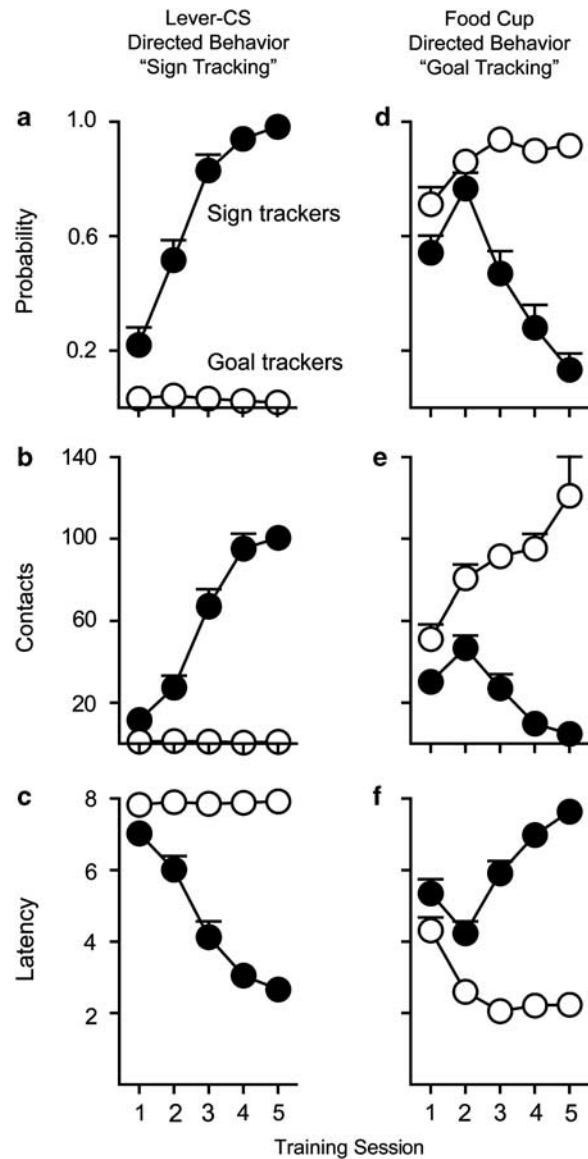 Lever-CS
Directed Behavior
“Sign Tracking”
Food Cup
Directed Behavior
“Goal Tracking”
a
1.0
0.6
0.2
Probability
Sign trackers
Goal trackers
d
b
140
100
60
20
Contacts
e
c
8
6
4
2
Latency
f
1 2 3 4 5
1 2 3 4 5
Training Session